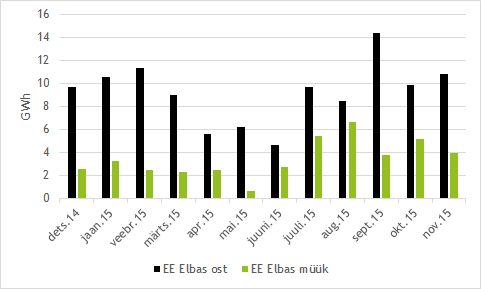 16
14
12
10
8
6
4
2
0
GWh
dets.14
jaan.15
veebr.15
märts.15
apr.15
mai.15
juuni.15
juuli.15
aug.15
sept.15
okt.15
nov.15
EE Elbas ost
EE Elbas müük